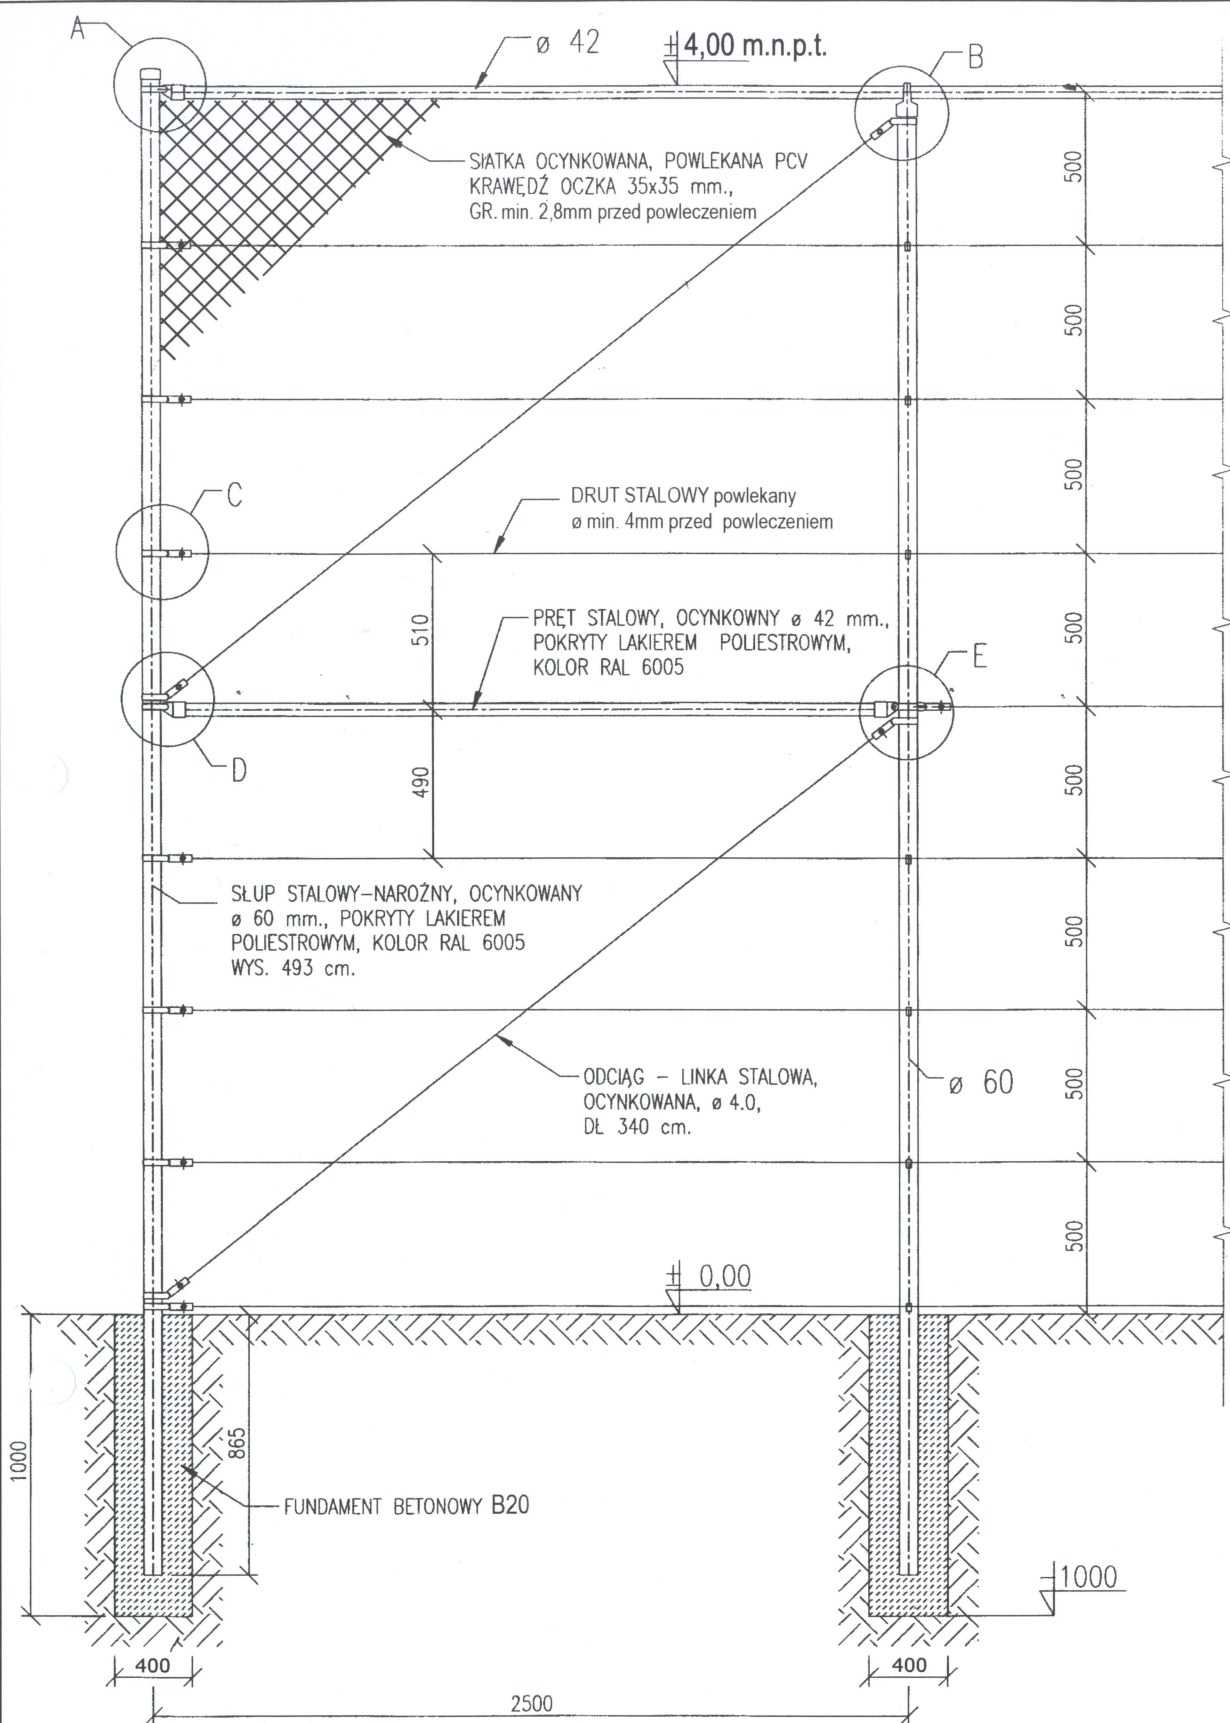 A
ø 42
±4,00 m.n.p.t.
B
SIATKA OCYNKOWANA, POWLEKANA PCV
KRAWĘDŹ OCZKA 35x35 mm.,
GR. min. 2,8mm przed powleczeniem
500
500
500
C
DRUT STALOWY powlekany
ø min. 4mm przed powleczeniem
510
PRĘT STALOWY, OCYNKOWNY ø 42 mm.,
POKRYTY LAKIEREM POLIESTROWYM,
KOLOR RAL 6005
500
E
D
490
500
SŁUP STALOWY-NAROŻNY, OCYNKOWANY
ø 60 mm., POKRYTY LAKIEREM
POLIESTROWYM, KOLOR RAL 6005
WYS. 493 cm.
500
ODCIĄG - LINKA STALOWA,
OCYNKOWANA, ø 4.0,
DŁ 340 cm.
ø 60
500
500
± 0,00
1000
865
FUNDAMENT BETONOWY B20
-1000
400
400
2500